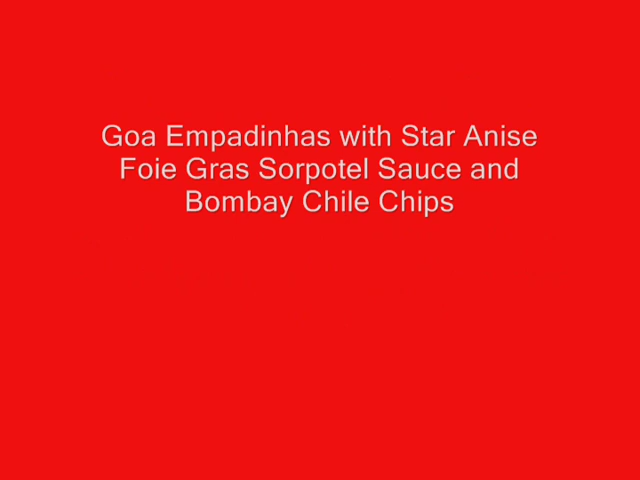 Goa Empadinhas with Star Anise
Foie Gras Sorpotel Sauce and
Bombay Chile Chips